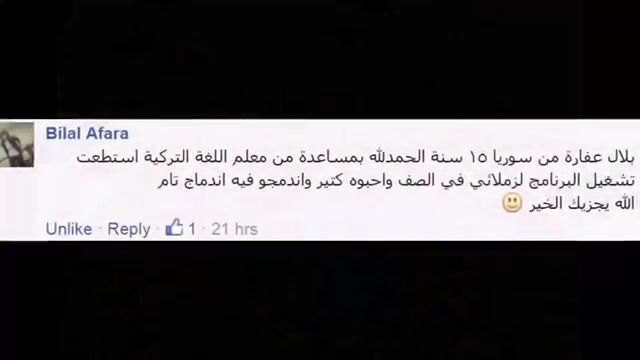 Bilal Afara
بلال عفارة من سوريا ١٥ سنة الحمدلله بمساعدة من معلم اللغة التركية استطعت
تشغيل البرنامج لزملائي في الصف واحبوه كتير واندمجو فيه اندماج تام
الله يجزيك الخير
Unlike · Reply · 1 · 21 hrs